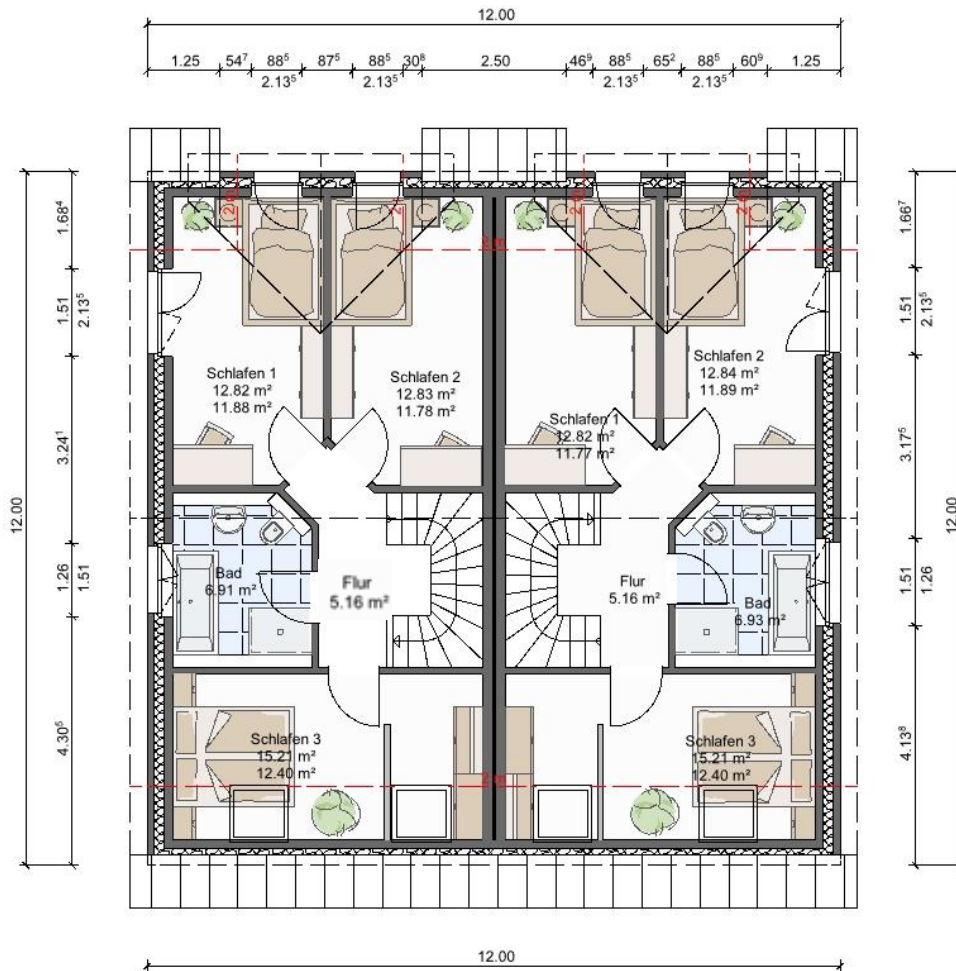 12.00
1.25 54⁷ 88⁵ 87⁵ 88⁵ 30⁸ 2.50 46⁹ 88⁵ 65² 88⁵ 60⁹ 1.25
2.13⁵ 2.13⁵ 2.13⁵ 2.13⁵
1.68⁴
1.51
2.13⁵
3.24¹
1.26
1.51
4.30⁵
12.00
2 m
2 m
2 m
2 m
2 m
Schlafen 1
12.82 m²
11.88 m²
Schlafen 2
12.83 m²
11.78 m²
Schlafen 1
12.82 m²
11.77 m²
Schlafen 2
12.84 m²
11.89 m²
Bad
6.91 m²
Flur
5.16 m²
Flur
5.16 m²
Bad
6.93 m²
Schlafen 3
15.21 m²
12.40 m²
2 m
Schlafen 3
15.21 m²
12.40 m²
1.66⁷
1.51
2.13⁵
3.17⁵
1.51
1.26
4.13⁸
12.00
12.00